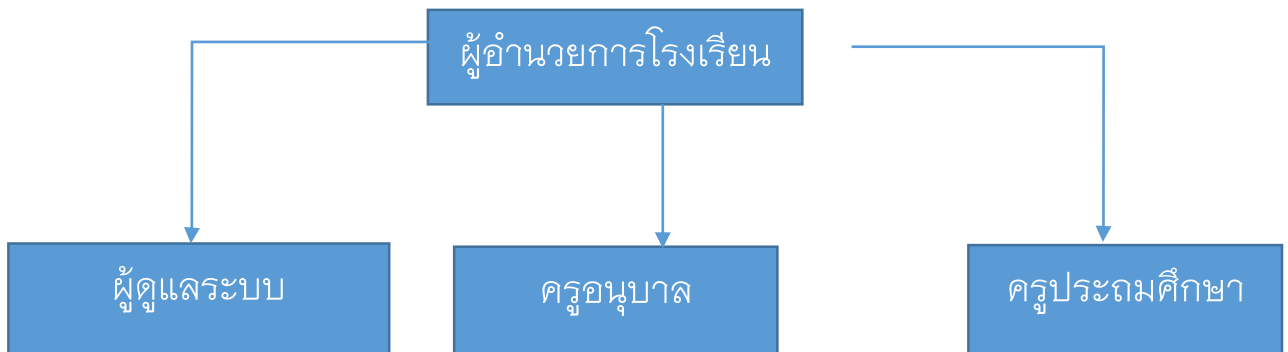 ผู้อำนวยการโรงเรียน
ผู้ดูแลระบบ
ครูอนุบาล
ครูประถมศึกษา